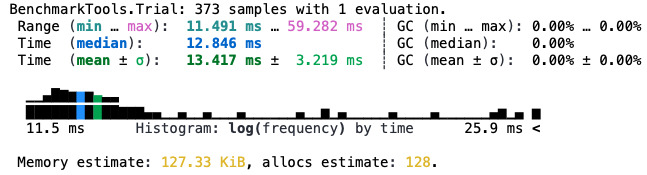 BenchmarkTools.Trial: 373 samples with 1 evaluation.
Range (min … max): 11.491 ms … 59.282 ms ┊ GC (min … max): 0.00% … 0.00%
Time (median): 12.846 ms ┊ GC (median): 0.00%
Time (mean ± σ): 13.417 ms ± 3.219 ms ┊ GC (mean ± σ): 0.00% ± 0.00%
11.5 ms Histogram: log(frequency) by time 25.9 ms <
Memory estimate: 127.33 KiB, allocs estimate: 128.